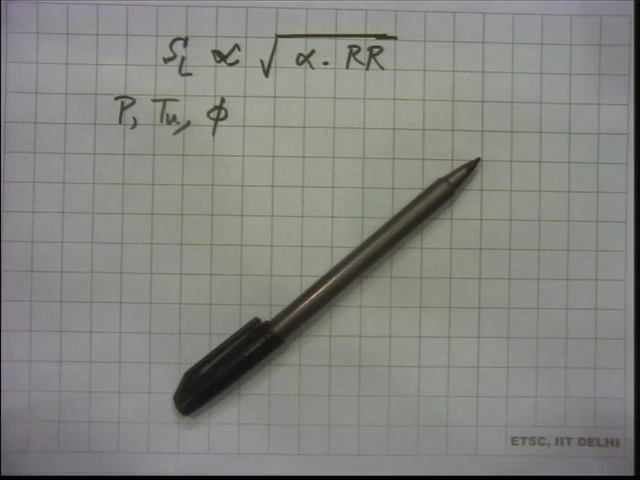 S_L ∝ √(α · RR)
P, Tu, φ
ETSC, IIT DELHI